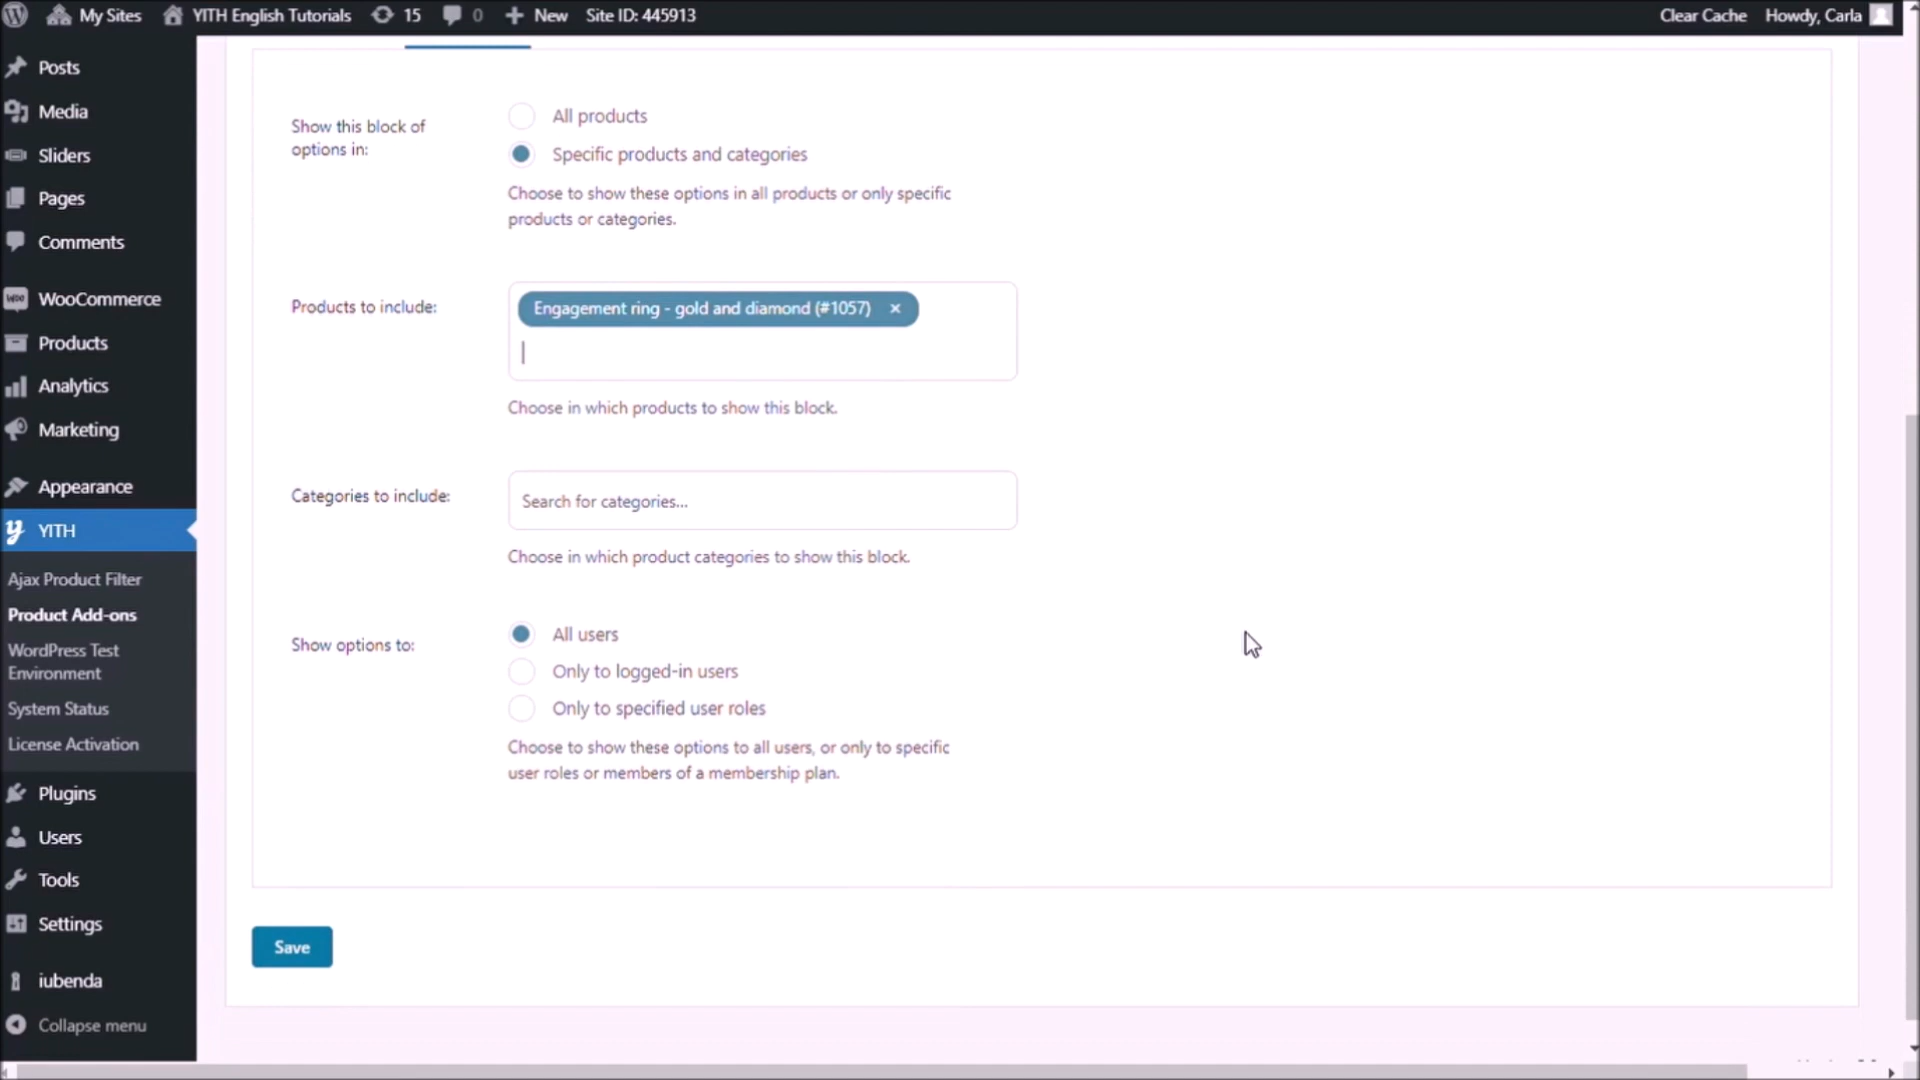 My Sites YITH English Tutorials 15 0 New Site ID: 445913 Clear Cache Howdy, Carla
Posts
Media
Sliders
Pages
Comments
WooCommerce
Products
Analytics
Marketing
Appearance
YITH
Ajax Product Filter
Product Add-ons
WordPress Test
Environment
System Status
License Activation
Plugins
Users
Tools
Settings
iubenda
Collapse menu
Show this block of
options in:
All products
Specific products and categories
Choose to show these options in all products or only specific
products or categories.
Products to include:
Engagement ring - gold and diamond (#1057) ×
Choose in which products to show this block.
Categories to include:
Search for categories...
Choose in which product categories to show this block.
Show options to:
All users
Only to logged-in users
Only to specified user roles
Choose to show these options to all users, or only to specific
user roles or members of a membership plan.
Save